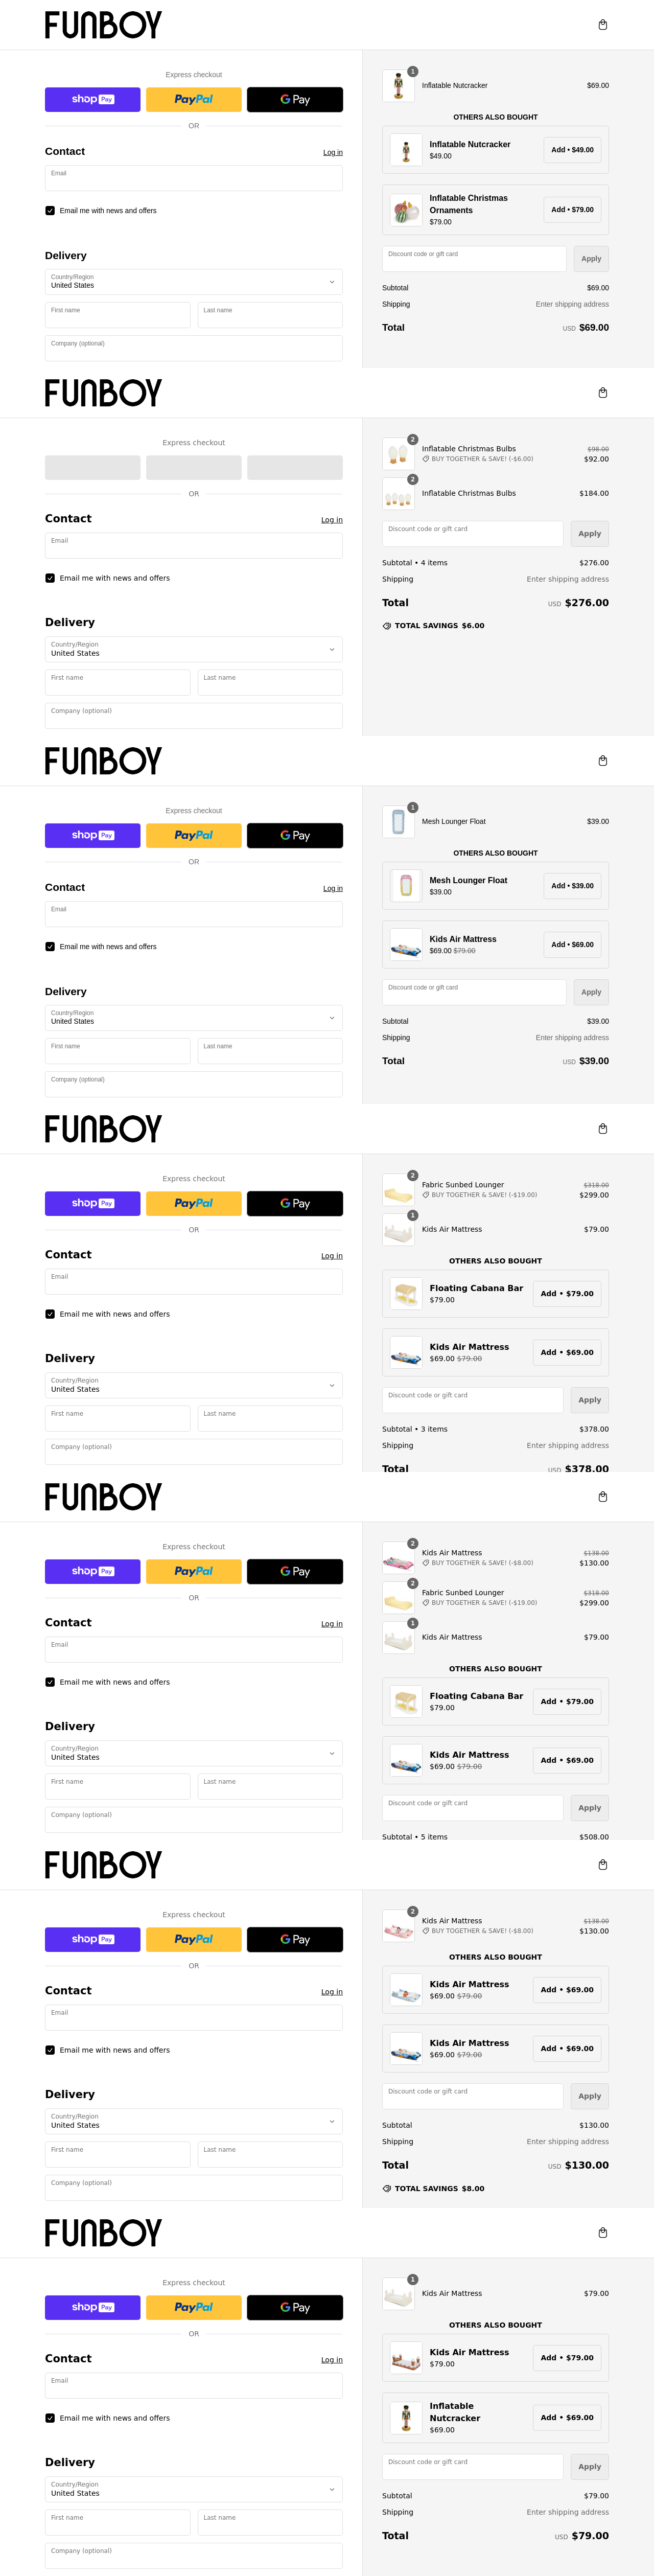 FUNBOY
Express checkout
shop Pay
PayPal
G Pay
OR
Contact
Log in
Email
Email me with news and offers
Delivery
Country/Region
United States
First name
Last name
Company (optional)
1
Inflatable Nutcracker
$69.00
OTHERS ALSO BOUGHT
Inflatable Nutcracker
$49.00
Add • $49.00
Inflatable Christmas
Ornaments
$79.00
Add • $79.00
Discount code or gift card
Apply
Subtotal
$69.00
Shipping
Enter shipping address
Total
USD $69.00
FUNBOY
Express checkout
OR
Contact
Log in
Email
Email me with news and offers
Delivery
Country/Region
United States
First name
Last name
Company (optional)
2
Inflatable Christmas Bulbs
$98.00
BUY TOGETHER & SAVE! (-$6.00)
$92.00
2
Inflatable Christmas Bulbs
$184.00
Discount code or gift card
Apply
Subtotal • 4 items
$276.00
Shipping
Enter shipping address
Total
USD $276.00
TOTAL SAVINGS $6.00
FUNBOY
Express checkout
shop Pay
PayPal
G Pay
OR
Contact
Log in
Email
Email me with news and offers
Delivery
Country/Region
United States
First name
Last name
Company (optional)
1
Mesh Lounger Float
$39.00
OTHERS ALSO BOUGHT
Mesh Lounger Float
$39.00
Add • $39.00
Kids Air Mattress
$69.00 $79.00
Add • $69.00
Discount code or gift card
Apply
Subtotal
$39.00
Shipping
Enter shipping address
Total
USD $39.00
FUNBOY
Express checkout
shop Pay
PayPal
G Pay
OR
Contact
Log in
Email
Email me with news and offers
Delivery
Country/Region
United States
First name
Last name
Company (optional)
2
Fabric Sunbed Lounger
$318.00
BUY TOGETHER & SAVE! (-$19.00)
$299.00
1
Kids Air Mattress
$79.00
OTHERS ALSO BOUGHT
Floating Cabana Bar
$79.00
Add • $79.00
Kids Air Mattress
$69.00 $79.00
Add • $69.00
Discount code or gift card
Apply
Subtotal • 3 items
$378.00
Shipping
Enter shipping address
Total
USD $378.00
FUNBOY
Express checkout
shop Pay
PayPal
G Pay
OR
Contact
Log in
Email
Email me with news and offers
Delivery
Country/Region
United States
First name
Last name
Company (optional)
2
Kids Air Mattress
$138.00
BUY TOGETHER & SAVE! (-$8.00)
$130.00
2
Fabric Sunbed Lounger
$318.00
BUY TOGETHER & SAVE! (-$19.00)
$299.00
1
Kids Air Mattress
$79.00
OTHERS ALSO BOUGHT
Floating Cabana Bar
$79.00
Add • $79.00
Kids Air Mattress
$69.00 $79.00
Add • $69.00
Discount code or gift card
Apply
Subtotal • 5 items
$508.00
FUNBOY
Express checkout
shop Pay
PayPal
G Pay
OR
Contact
Log in
Email
Email me with news and offers
Delivery
Country/Region
United States
First name
Last name
Company (optional)
2
Kids Air Mattress
$138.00
BUY TOGETHER & SAVE! (-$8.00)
$130.00
OTHERS ALSO BOUGHT
Kids Air Mattress
$69.00 $79.00
Add • $69.00
Kids Air Mattress
$69.00 $79.00
Add • $69.00
Discount code or gift card
Apply
Subtotal
$130.00
Shipping
Enter shipping address
Total
USD $130.00
TOTAL SAVINGS $8.00
FUNBOY
Express checkout
shop Pay
PayPal
G Pay
OR
Contact
Log in
Email
Email me with news and offers
Delivery
Country/Region
United States
First name
Last name
Company (optional)
1
Kids Air Mattress
$79.00
OTHERS ALSO BOUGHT
Kids Air Mattress
$79.00
Add • $79.00
Inflatable
Nutcracker
$69.00
Add • $69.00
Discount code or gift card
Apply
Subtotal
$79.00
Shipping
Enter shipping address
Total
USD $79.00